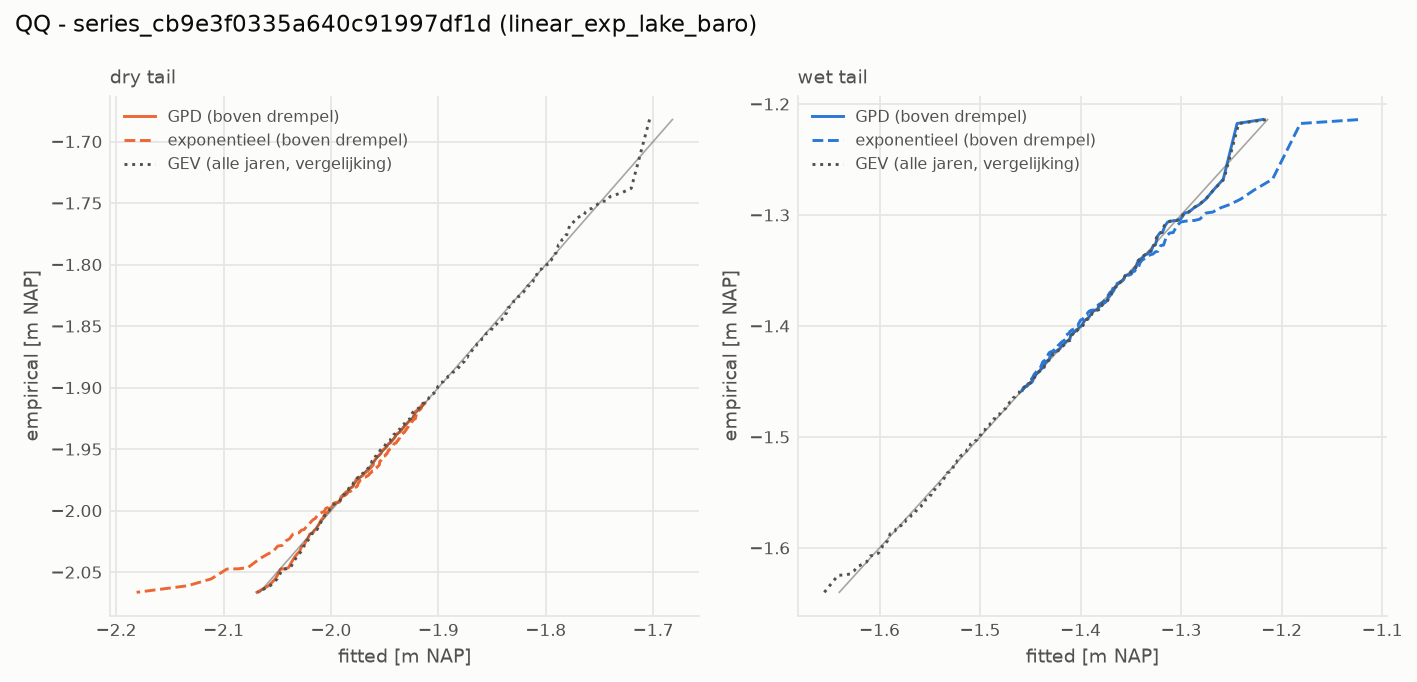 QQ - series_cb9e3f0335a640c91997df1d (linear_exp_lake_baro)
dry tail
GPD (boven drempel)
exponentieel (boven drempel)
GEV (alle jaren, vergelijking)
−1.70
−1.75
−1.80
−1.85
−1.90
−1.95
−2.00
−2.05
empirical [m NAP]
−2.2
−2.1
−2.0
−1.9
−1.8
−1.7
fitted [m NAP]
wet tail
GPD (boven drempel)
exponentieel (boven drempel)
GEV (alle jaren, vergelijking)
−1.2
−1.3
−1.4
−1.5
−1.6
empirical [m NAP]
−1.6
−1.5
−1.4
−1.3
−1.2
−1.1
fitted [m NAP]